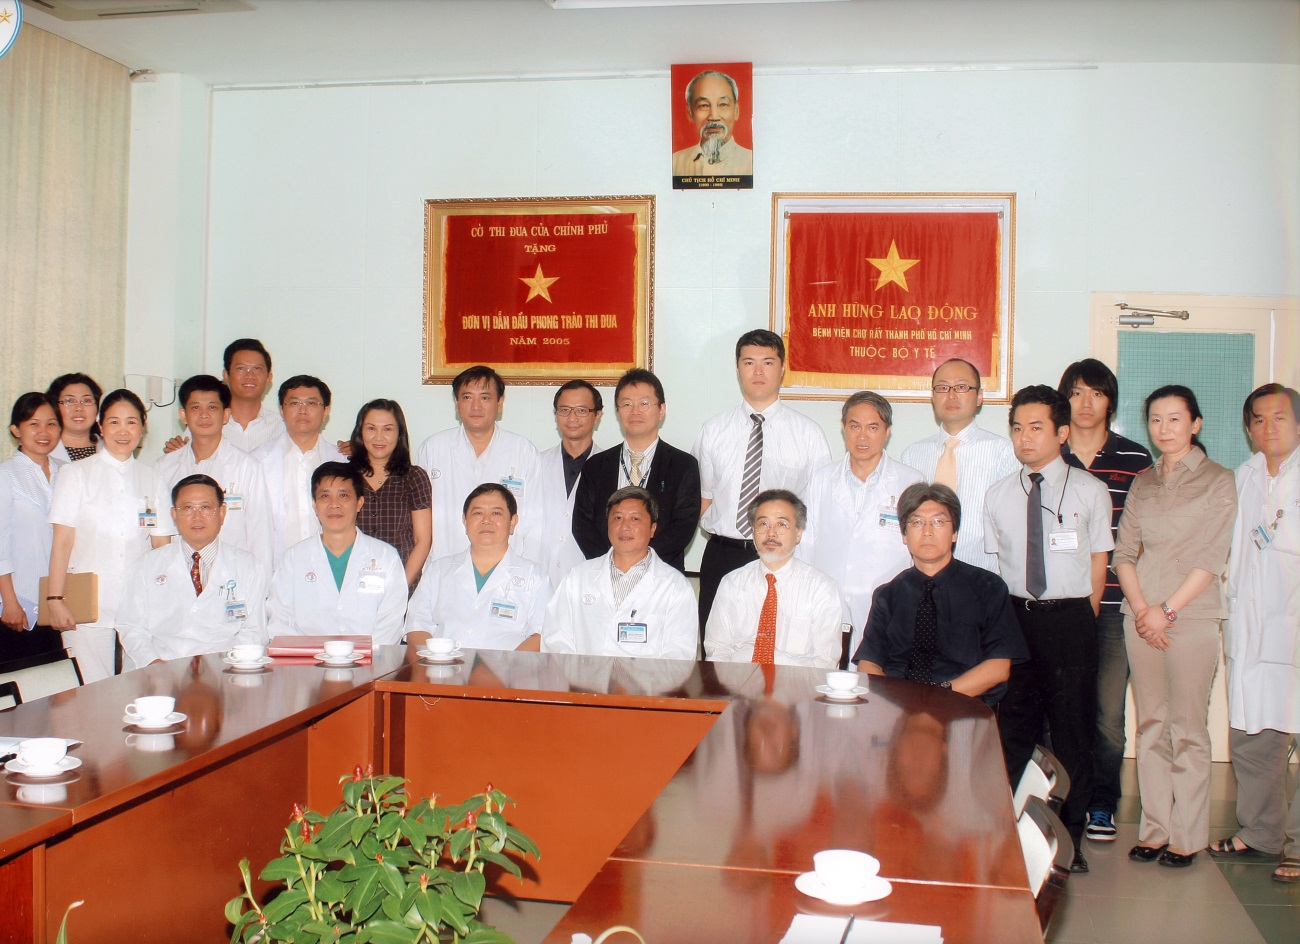 CHỦ TỊCH HỒ CHÍ MINH
(1890 - 1969)
CỜ THI ĐUA CỦA CHÍNH PHỦ
TẶNG
ĐƠN VỊ DẪN ĐẦU PHONG TRÀO THI ĐUA
NĂM 2005
ANH HÙNG LAO ĐỘNG
BỆNH VIỆN CHỢ RẪY THÀNH PHỐ HỒ CHÍ MINH
THUỘC BỘ Y TẾ